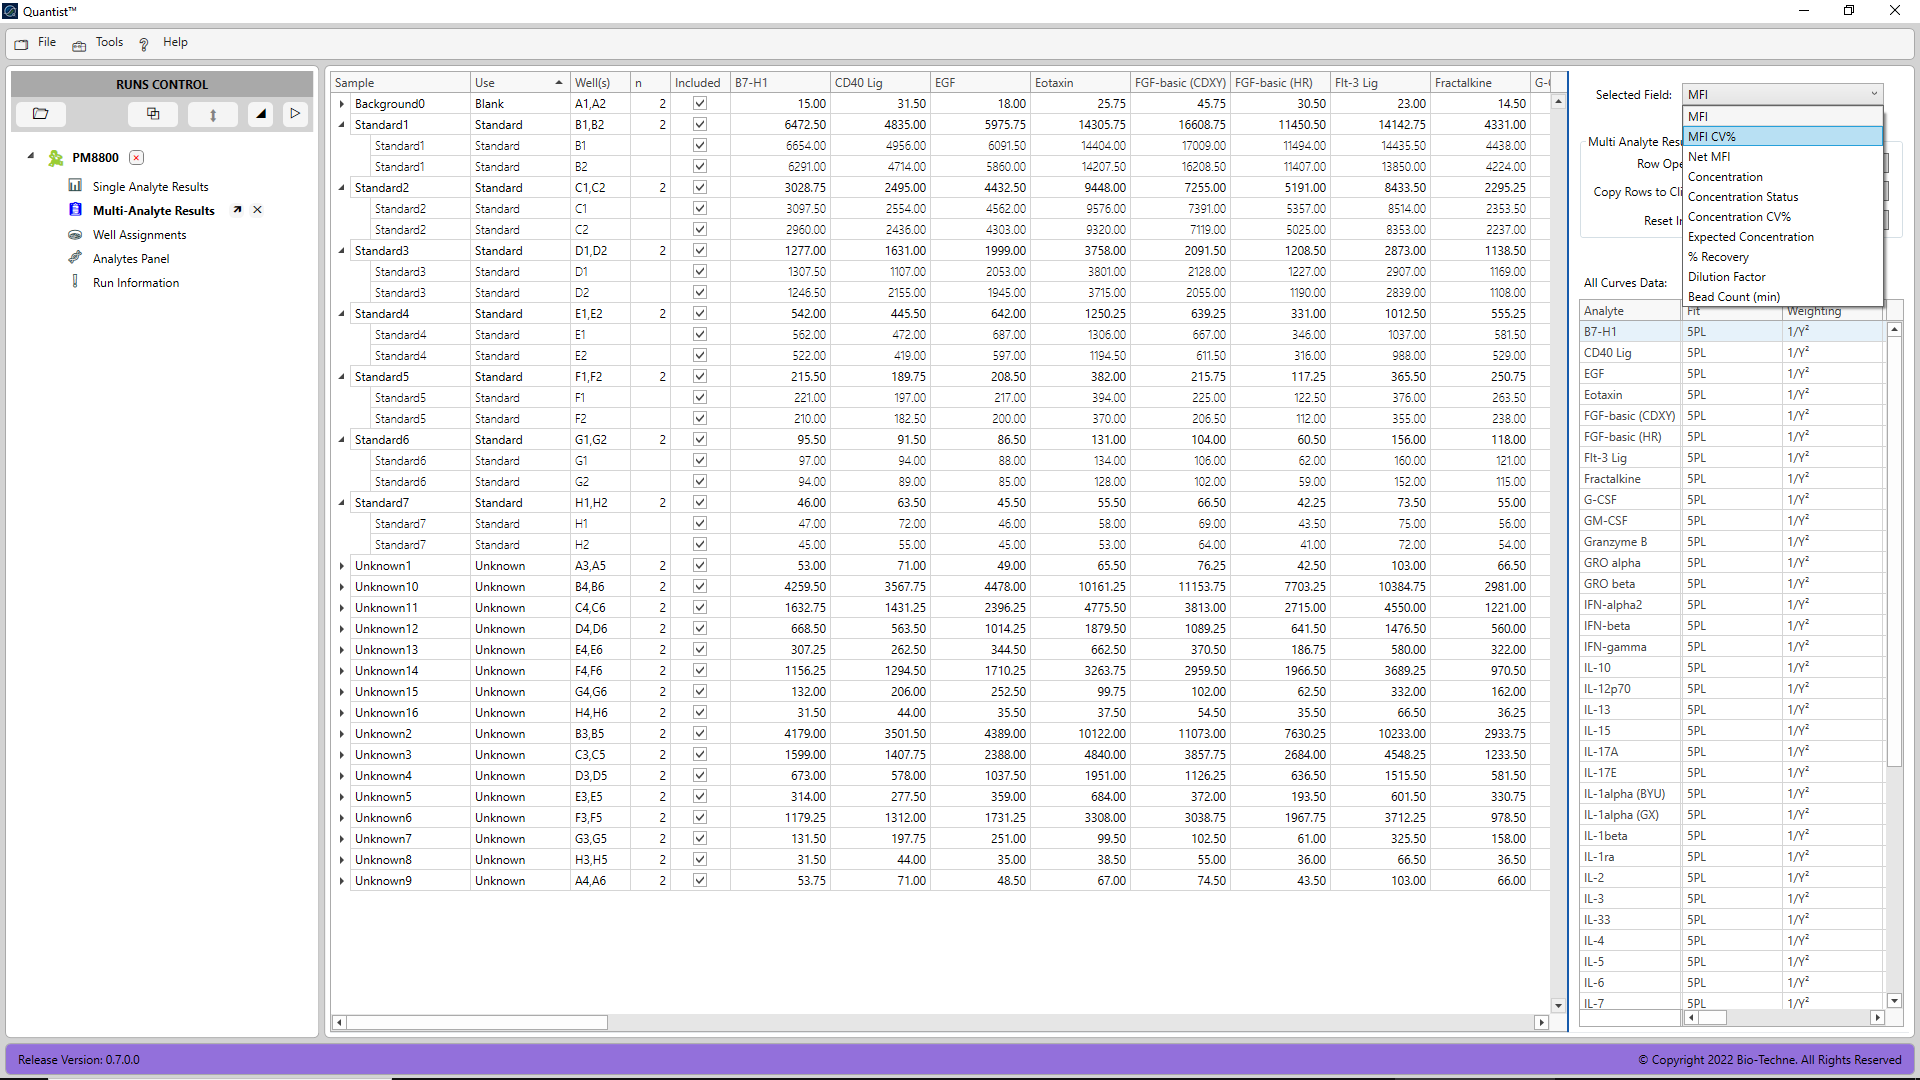 Quantist™
File Tools Help
RUNS CONTROL
PM8800
Single Analyte Results
Multi-Analyte Results
Well Assignments
Analytes Panel
Run Information
Sample Use Well(s) n Included B7-H1 CD40 Lig EGF Eotaxin FGF-basic (CDXY) FGF-basic (HR) Flt-3 Lig Fractalkine
Background0 Blank A1,A2 2 15.00 31.50 18.00 25.75 45.75 30.50 23.00 14.50
Standard1 Standard B1,B2 2 6472.50 4835.00 5975.75 14305.75 16608.75 11450.50 14142.75 4331.00
Standard1 Standard B1 6654.00 4956.00 6091.50 14404.00 17009.00 11494.00 14435.50 4438.00
Standard1 Standard B2 6291.00 4714.00 5860.00 14207.50 16208.50 11407.00 13850.00 4224.00
Standard2 Standard C1,C2 2 3028.75 2495.00 4432.50 9448.00 7255.00 5191.00 8433.50 2295.25
Standard2 Standard C1 3097.50 2554.00 4562.00 9576.00 7391.00 5357.00 8514.00 2353.50
Standard2 Standard C2 2960.00 2436.00 4303.00 9320.00 7119.00 5025.00 8353.00 2237.00
Standard3 Standard D1,D2 2 1277.00 1631.00 1999.00 3758.00 2091.50 1208.50 2873.00 1138.50
Standard3 Standard D1 1307.50 1107.00 2053.00 3801.00 2128.00 1227.00 2907.00 1169.00
Standard3 Standard D2 1246.50 2155.00 1945.00 3715.00 2055.00 1190.00 2839.00 1108.00
Standard4 Standard E1,E2 2 542.00 445.50 642.00 1250.25 639.25 331.00 1012.50 555.25
Standard4 Standard E1 562.00 472.00 687.00 1306.00 667.00 346.00 1037.00 581.50
Standard4 Standard E2 522.00 419.00 597.00 1194.50 611.50 316.00 988.00 529.00
Standard5 Standard F1,F2 2 215.50 189.75 208.50 382.00 215.75 117.25 365.50 250.75
Standard5 Standard F1 221.00 197.00 217.00 394.00 225.00 122.50 376.00 263.50
Standard5 Standard F2 210.00 182.50 200.00 370.00 206.50 112.00 355.00 238.00
Standard6 Standard G1,G2 2 95.50 91.50 86.50 131.00 104.00 60.50 156.00 118.00
Standard6 Standard G1 97.00 94.00 88.00 134.00 106.00 62.00 160.00 121.00
Standard6 Standard G2 94.00 89.00 85.00 128.00 102.00 59.00 152.00 115.00
Standard7 Standard H1,H2 2 46.00 63.50 45.50 55.50 66.50 42.25 73.50 55.00
Standard7 Standard H1 47.00 72.00 46.00 58.00 69.00 43.50 75.00 56.00
Standard7 Standard H2 45.00 55.00 45.00 53.00 64.00 41.00 72.00 54.00
Unknown1 Unknown A3,A5 2 53.00 71.00 49.00 65.50 76.25 42.50 103.00 66.50
Unknown10 Unknown B4,B6 2 4259.50 3567.75 4478.00 10161.25 11153.75 7703.25 10384.75 2981.00
Unknown11 Unknown C4,C6 2 1632.75 1431.25 2396.25 4775.50 3813.00 2715.00 4550.00 1221.00
Unknown12 Unknown D4,D6 2 668.50 563.50 1014.25 1879.50 1089.25 641.50 1476.50 560.00
Unknown13 Unknown E4,E6 2 307.25 262.50 344.50 662.50 370.50 186.75 580.00 322.00
Unknown14 Unknown F4,F6 2 1156.25 1294.50 1710.25 3263.75 2959.50 1966.50 3689.25 970.50
Unknown15 Unknown G4,G6 2 132.00 206.00 252.50 99.75 102.00 62.50 332.00 162.00
Unknown16 Unknown H4,H6 2 31.50 44.00 35.50 37.50 54.50 35.50 66.50 36.25
Unknown2 Unknown B3,B5 2 4179.00 3501.50 4389.00 10122.00 11073.00 7630.25 10233.00 2933.75
Unknown3 Unknown C3,C5 2 1599.00 1407.75 2388.00 4840.00 3857.75 2684.00 4548.25 1233.50
Unknown4 Unknown D3,D5 2 673.00 578.00 1037.50 1951.00 1126.25 636.50 1515.50 581.50
Unknown5 Unknown E3,E5 2 314.00 277.50 359.00 684.00 372.00 193.50 601.50 330.75
Unknown6 Unknown F3,F5 2 1179.25 1312.00 1731.25 3308.00 3038.75 1967.75 3712.25 978.50
Unknown7 Unknown G3,G5 2 131.50 197.75 251.00 99.50 102.50 61.00 325.50 158.00
Unknown8 Unknown H3,H5 2 31.50 44.00 35.00 38.50 55.00 36.00 66.50 36.50
Unknown9 Unknown A4,A6 2 53.75 71.00 48.50 67.00 74.50 43.50 103.00 66.00
Selected Field: MFI
MFI
MFI CV%
Net MFI
Concentration
Concentration Status
Concentration CV%
Expected Concentration
% Recovery
Dilution Factor
Bead Count (min)
Multi Analyte
Row
Copy Rows to
Reset
All Curves Data:
Analyte Fit Weighting
B7-H1 5PL 1/Y²
CD40 Lig 5PL 1/Y²
EGF 5PL 1/Y²
Eotaxin 5PL 1/Y²
FGF-basic (CDXY) 5PL 1/Y²
FGF-basic (HR) 5PL 1/Y²
Flt-3 Lig 5PL 1/Y²
Fractalkine 5PL 1/Y²
G-CSF 5PL 1/Y²
GM-CSF 5PL 1/Y²
Granzyme B 5PL 1/Y²
GRO alpha 5PL 1/Y²
GRO beta 5PL 1/Y²
IFN-alpha2 5PL 1/Y²
IFN-beta 5PL 1/Y²
IFN-gamma 5PL 1/Y²
IL-10 5PL 1/Y²
IL-12p70 5PL 1/Y²
IL-13 5PL 1/Y²
IL-15 5PL 1/Y²
IL-17A 5PL 1/Y²
IL-17E 5PL 1/Y²
IL-1alpha (BYU) 5PL 1/Y²
IL-1alpha (GX) 5PL 1/Y²
IL-1beta 5PL 1/Y²
IL-1ra 5PL 1/Y²
IL-2 5PL 1/Y²
IL-3 5PL 1/Y²
IL-33 5PL 1/Y²
IL-4 5PL 1/Y²
IL-5 5PL 1/Y²
IL-6 5PL 1/Y²
IL-7 5PL 1/Y²
Release Version: 0.7.0.0
© Copyright 2022 Bio-Techne. All Rights Reserved